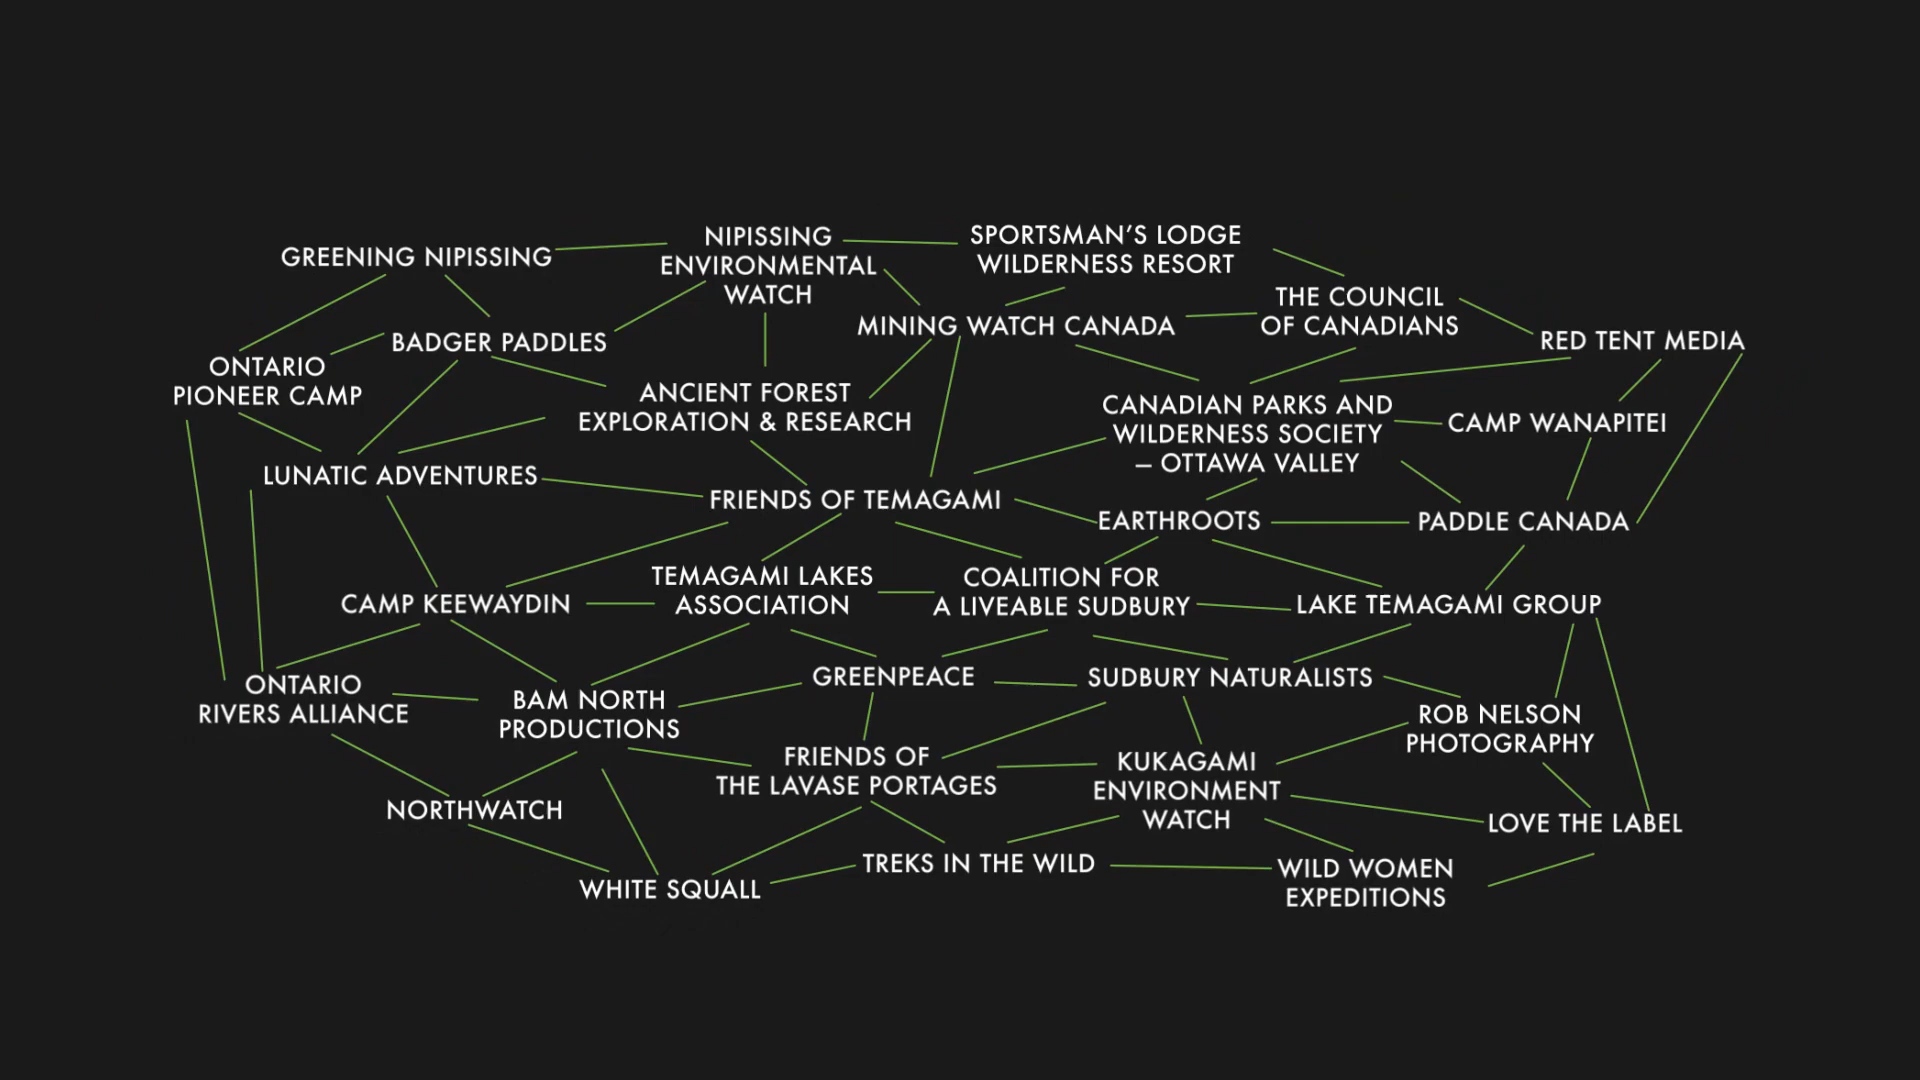 GREENING NIPISSING
NIPISSING
ENVIRONMENTAL
WATCH
SPORTSMAN’S LODGE
WILDERNESS RESORT
THE COUNCIL
OF CANADIANS
MINING WATCH CANADA
RED TENT MEDIA
BADGER PADDLES
ONTARIO
PIONEER CAMP
ANCIENT FOREST
EXPLORATION & RESEARCH
CANADIAN PARKS AND
WILDERNESS SOCIETY
– OTTAWA VALLEY
CAMP WANAPITEI
LUNATIC ADVENTURES
FRIENDS OF TEMAGAMI
EARTHROOTS
PADDLE CANADA
CAMP KEEWAYDIN
TEMAGAMI LAKES
ASSOCIATION
COALITION FOR
A LIVEABLE SUDBURY
LAKE TEMAGAMI GROUP
ONTARIO
RIVERS ALLIANCE
BAM NORTH
PRODUCTIONS
GREENPEACE
SUDBURY NATURALISTS
ROB NELSON
PHOTOGRAPHY
FRIENDS OF
THE LAVASE PORTAGES
KUKAGAMI
ENVIRONMENT
WATCH
NORTHWATCH
LOVE THE LABEL
WHITE SQUALL
TREKS IN THE WILD
WILD WOMEN
EXPEDITIONS